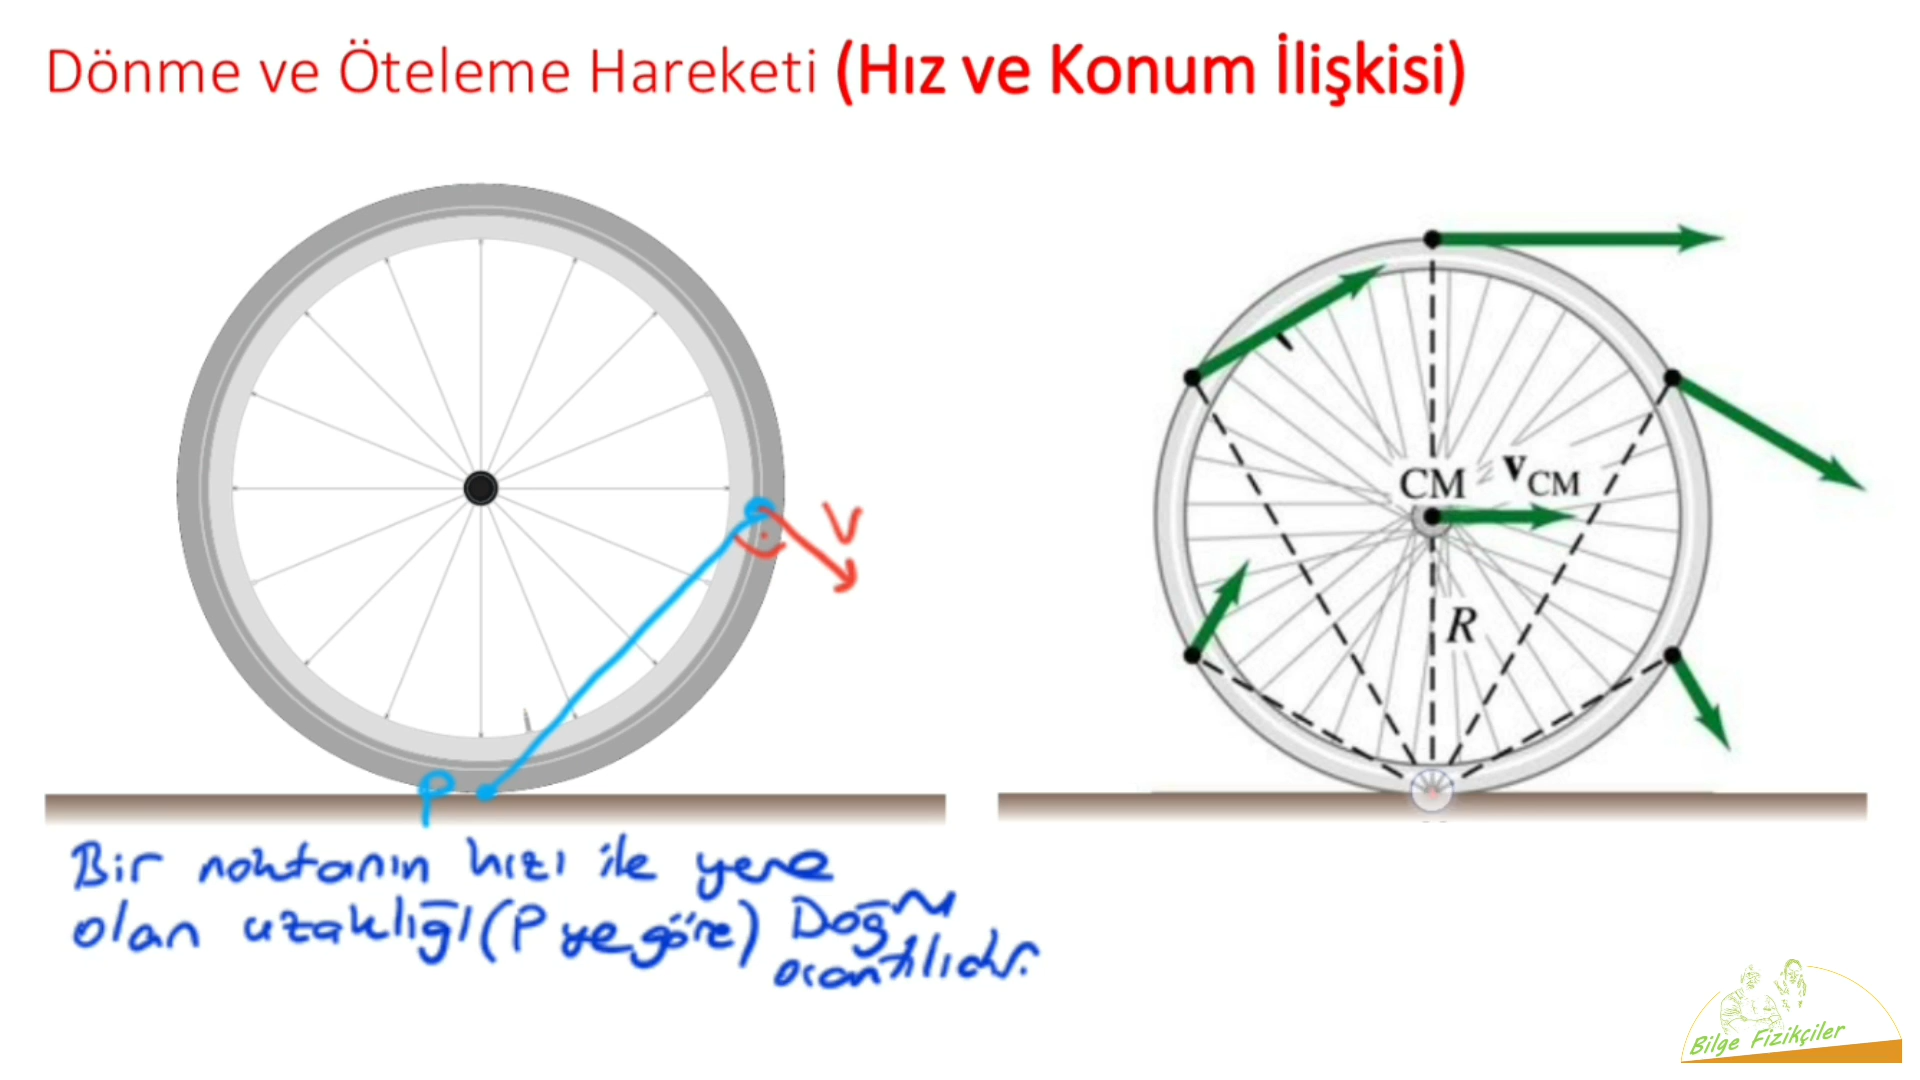 Dönme ve Öteleme Hareketi (Hız ve Konum İlişkisi)
V
CM
vCM
R
P
Bir noktanın hızı ile yere
olan uzaklığı (P ye göre) Doğru
orantılıdır.
Bilge Fizikçiler